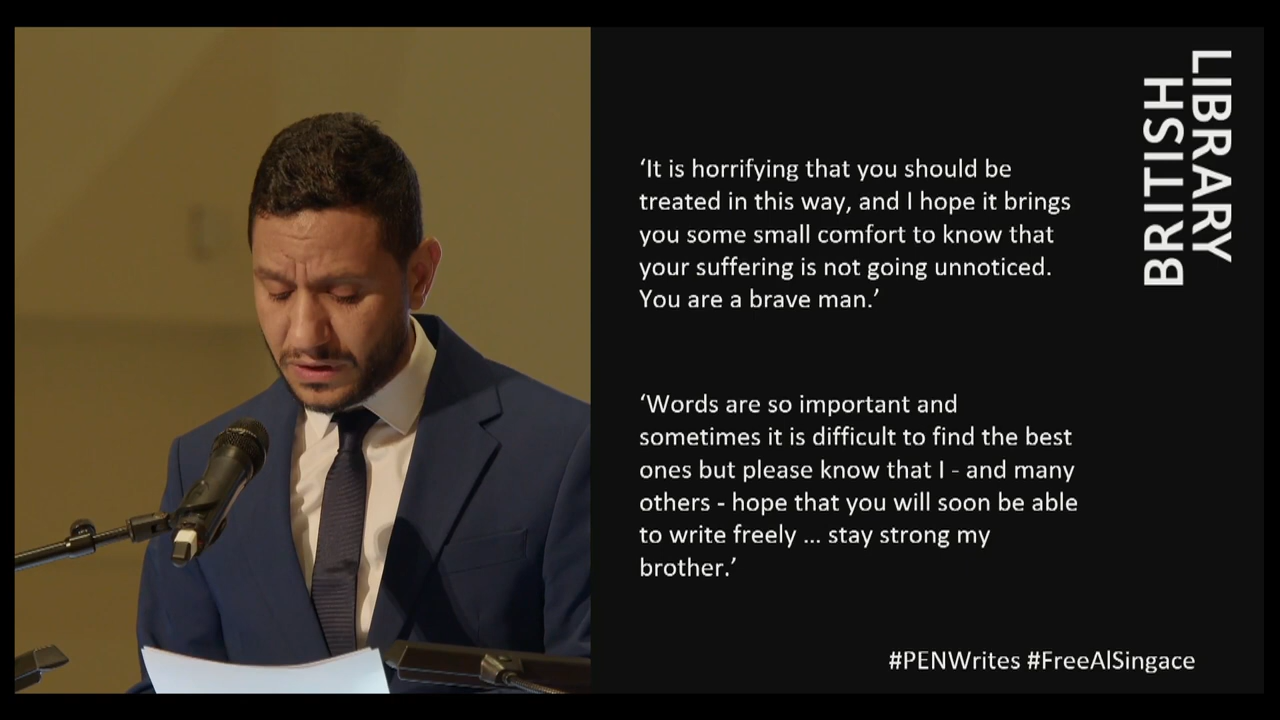 LIBRARY
BRITISH
‘It is horrifying that you should be
treated in this way, and I hope it brings
you some small comfort to know that
your suffering is not going unnoticed.
You are a brave man.’
‘Words are so important and
sometimes it is difficult to find the best
ones but please know that I - and many
others - hope that you will soon be able
to write freely ... stay strong my
brother.’
#PENWrites #FreeAlSingace